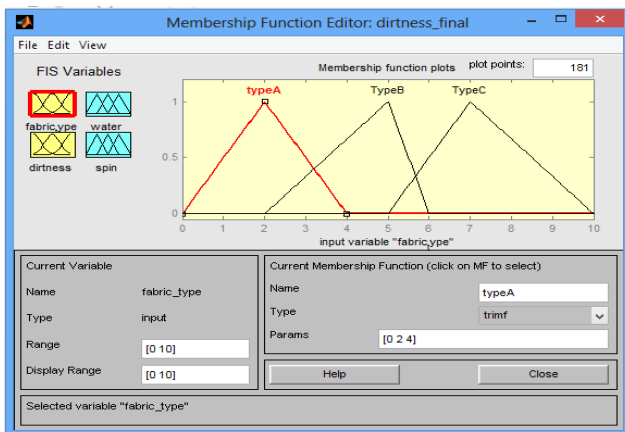 Membership Function Editor: dirtness_final
File Edit View
FIS Variables
fabric_type
water
dirtness
spin
Membership function plots
plot points:
181
typeA
TypeB
TypeC
1
0.5
0
0 1 2 3 4 5 6 7 8 9 10
input variable "fabric_type"
Current Variable
Name fabric_type
Type input
Range [0 10]
Display Range [0 10]
Current Membership Function (click on MF to select)
Name typeA
Type trimf
Params [0 2 4]
Help
Close
Selected variable "fabric_type"